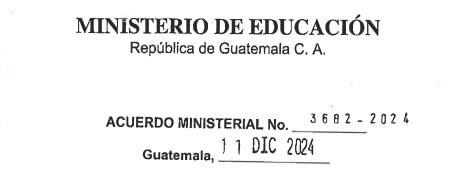 MINISTERIO DE EDUCACIÓN
República de Guatemala C. A.
ACUERDO MINISTERIAL No. 3682-2024
Guatemala, 11 DIC 2024